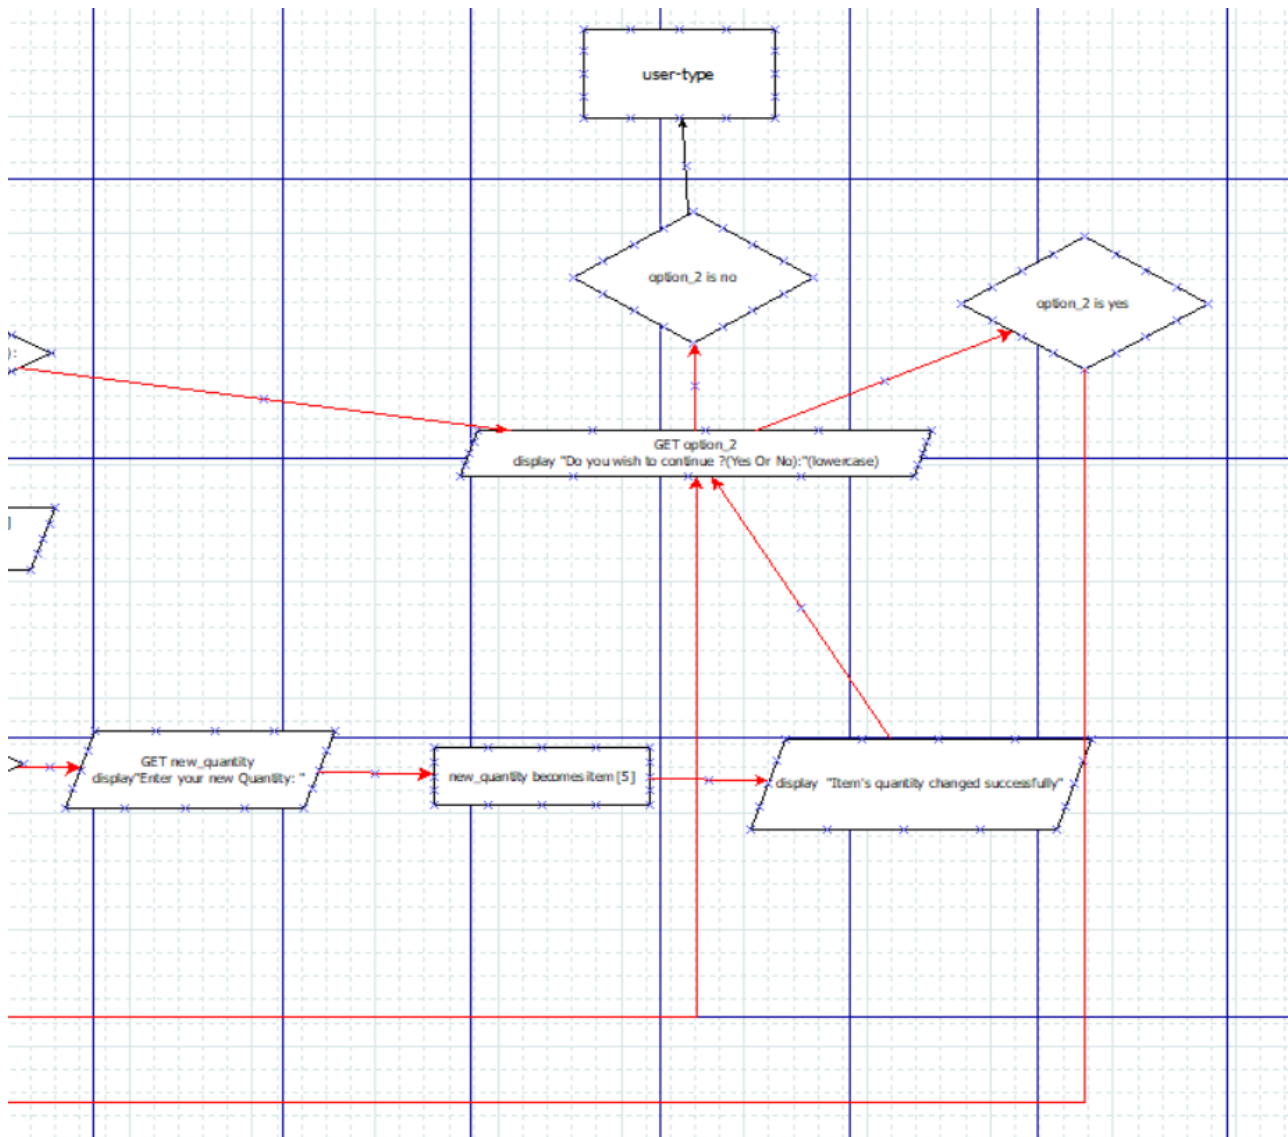 user-type
option_2 is no
option_2 is yes
):
GET option_2
display "Do you wish to continue ?(Yes Or No):"(lowercase)
]
GET new_quantity
display"Enter your new Quantity: "
new_quantity becomes item [5]
display "Item's quantity changed successfully"